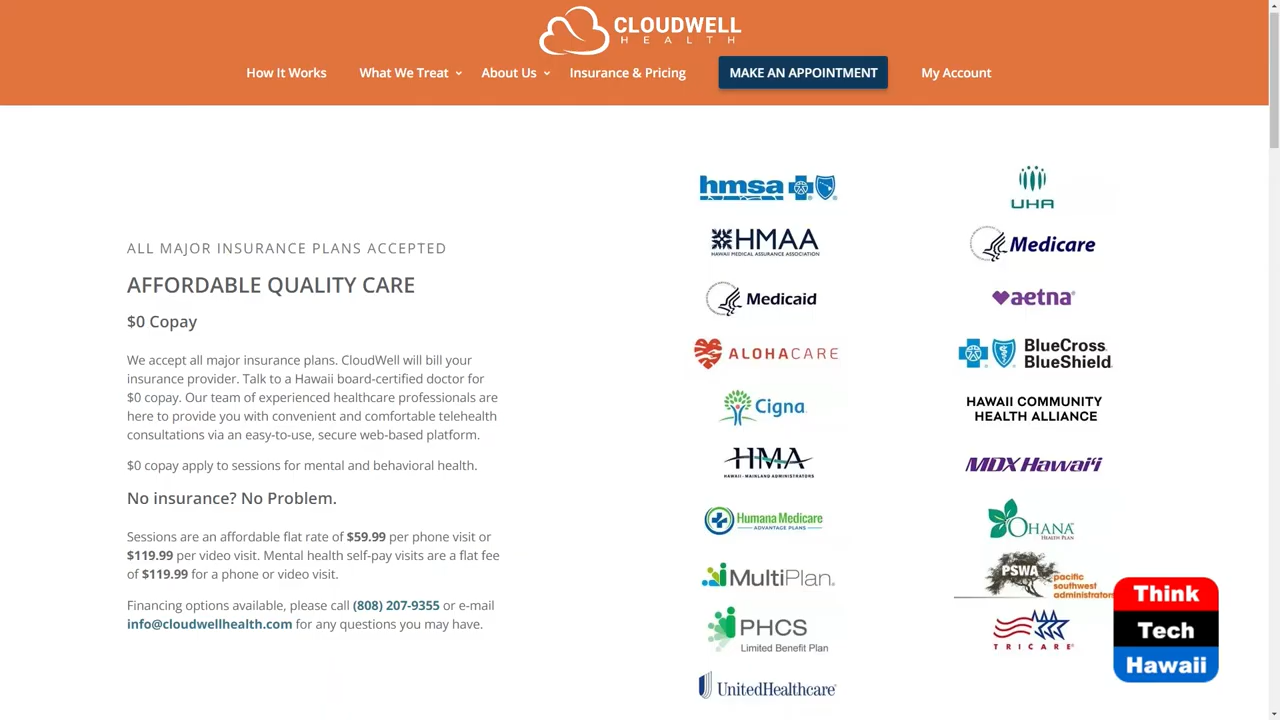 CLOUDWELL
HEALTH
How It Works
What We Treat
About Us
Insurance & Pricing
MAKE AN APPOINTMENT
My Account
ALL MAJOR INSURANCE PLANS ACCEPTED
AFFORDABLE QUALITY CARE
$0 Copay
We accept all major insurance plans. CloudWell will bill your
insurance provider. Talk to a Hawaii board-certified doctor for
$0 copay. Our team of experienced healthcare professionals are
here to provide you with convenient and comfortable telehealth
consultations via an easy-to-use, secure web-based platform.
$0 copay apply to sessions for mental and behavioral health.
No insurance? No Problem.
Sessions are an affordable flat rate of $59.99 per phone visit or
$119.99 per video visit. Mental health self-pay visits are a flat fee
of $119.99 for a phone or video visit.
Financing options available, please call (808) 207-9355 or e-mail
info@cloudwellhealth.com for any questions you may have.
hmsa
UHA
HMAA
HAWAII MEDICAL ASSURANCE ASSOCIATION
Medicare
Medicaid
aetna
ALOHACARE
BlueCross
BlueShield
Cigna
HAWAII COMMUNITY
HEALTH ALLIANCE
HMA
HAWAII-MAINLAND ADMINISTRATORS
MDX Hawai'i
Humana Medicare
ADVANTAGE PLANS
OHANA
HEALTH PLAN
MultiPlan
PSWA
pacific
southwest
administrators
PHCS
Limited Benefit Plan
TRICARE
UnitedHealthcare
Think
Tech
Hawaii